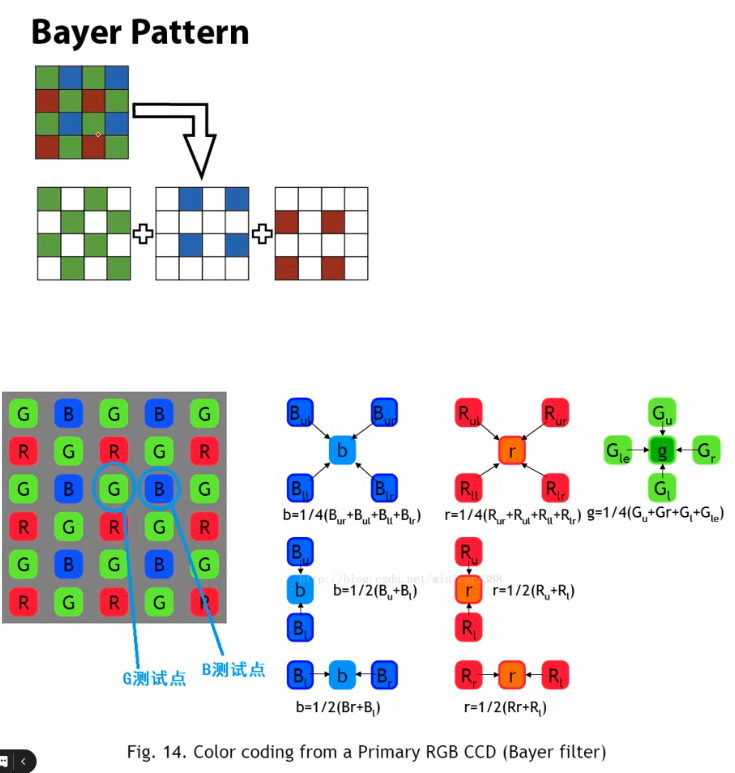 Bayer Pattern
G B G B G
R G R G R
G B G B G
R G R G R
G B G B G
R G R G R
G测试点
B测试点
Bul Bur
b
Bll Blr
b=1/4(Bur+Bul+Bll+Blr)
Rul Rur
r
Rll Rlr
r=1/4(Rur+Rul+Rll+Rlr)
Gu
Gle g Gr
Gl
g=1/4(Gu+Gr+Gl+Gle)
Bu
b
Bl
b=1/2(Bu+Bl)
Ru
r
Rl
r=1/2(Ru+Rl)
Bl b Br
b=1/2(Br+Bl)
Rr r Rl
r=1/2(Rr+Rl)
Fig. 14. Color coding from a Primary RGB CCD (Bayer filter)